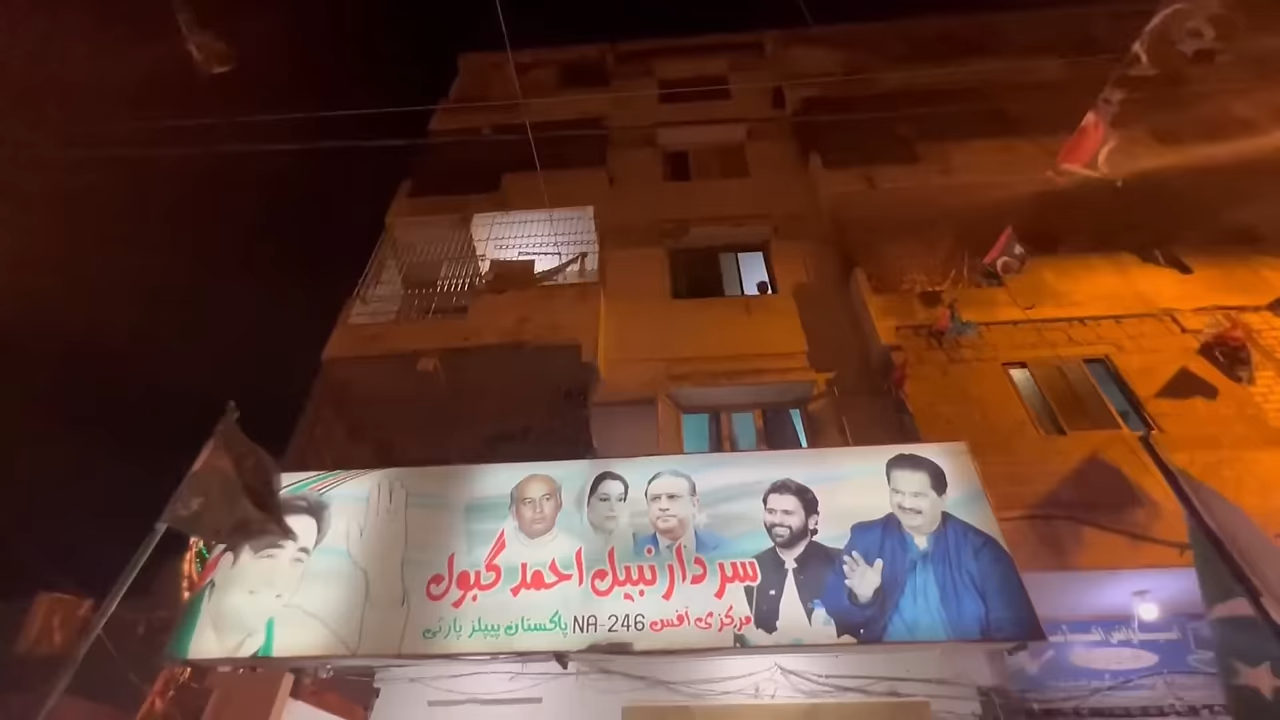 سردار نبیل احمد گبول
مرکزی آفس NA-246 پاکستان پیپلز پارٹی